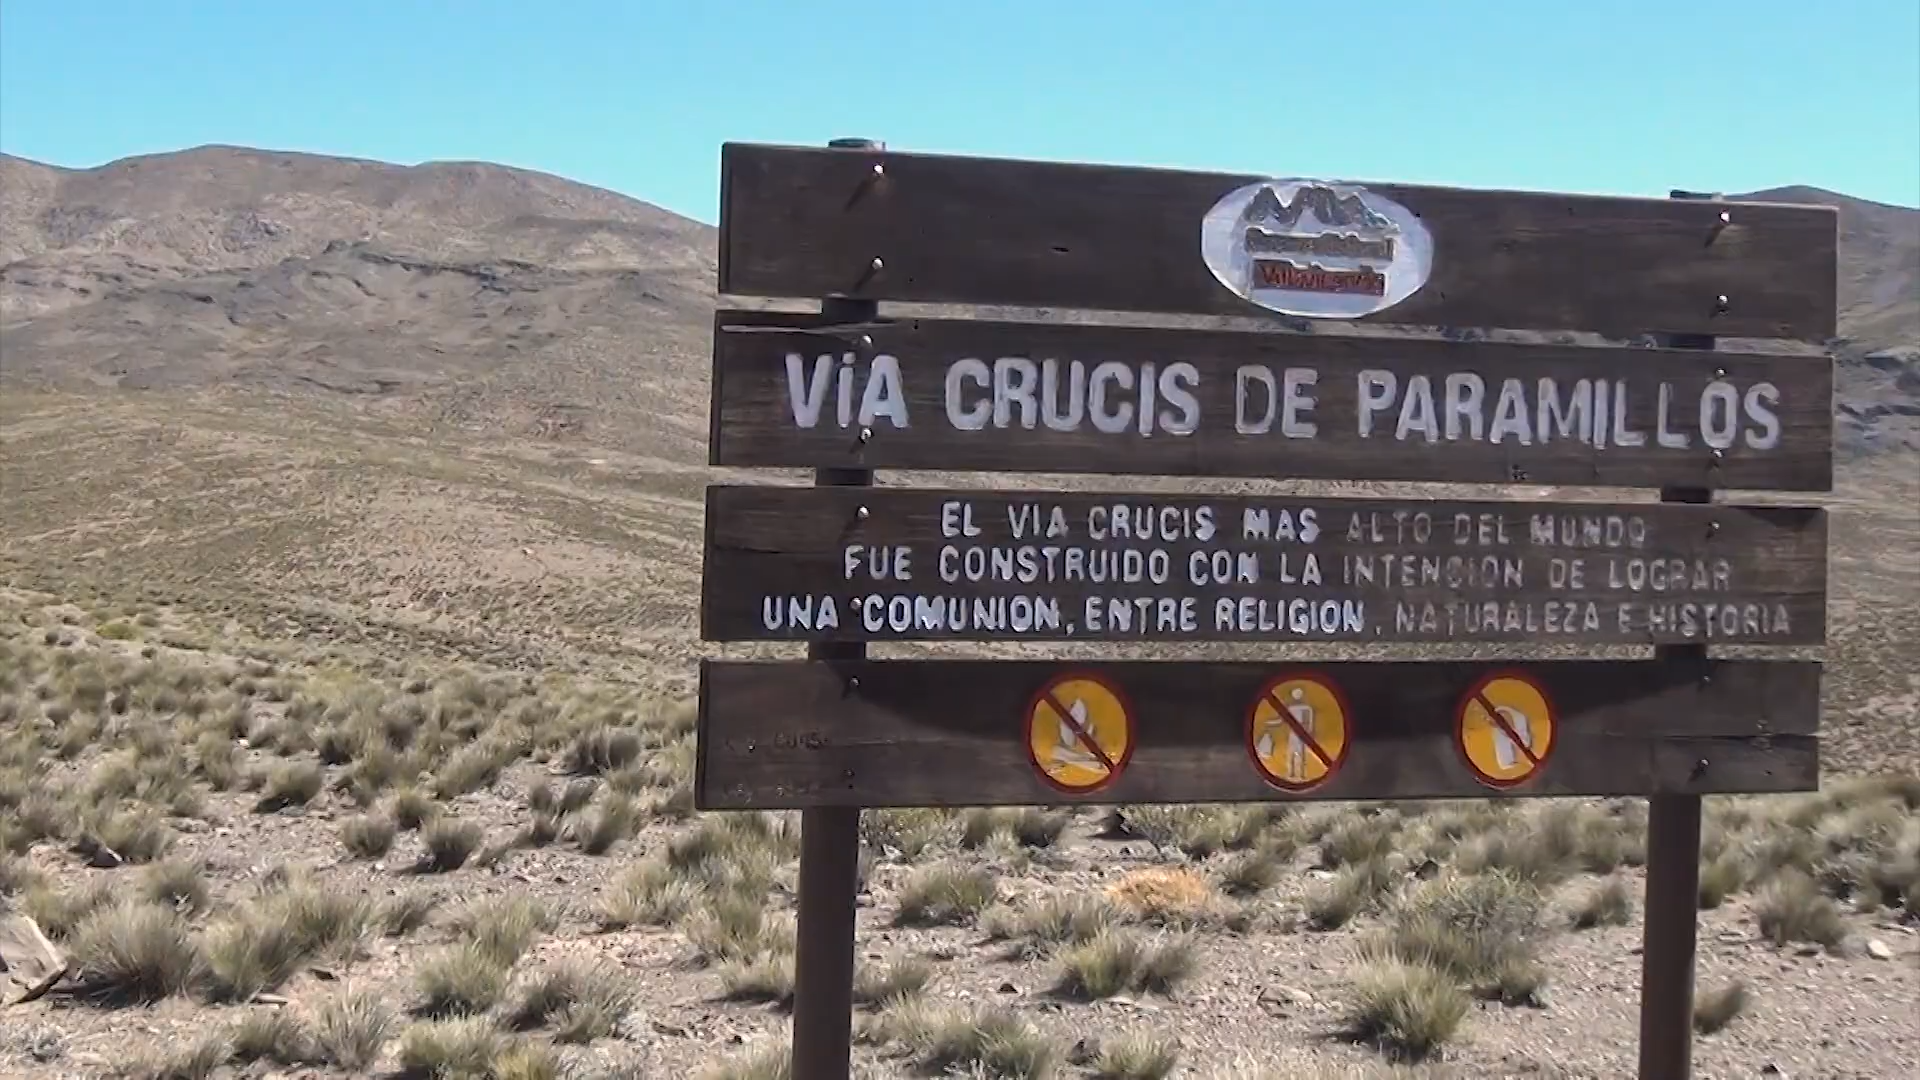 VÍA CRUCIS DE PARAMILLOS
EL VIA CRUCIS MAS ALTO DEL MUNDO
FUE CONSTRUIDO CON LA INTENCION DE LOGRAR
UNA COMUNION, ENTRE RELIGION, NATURALEZA E HISTORIA